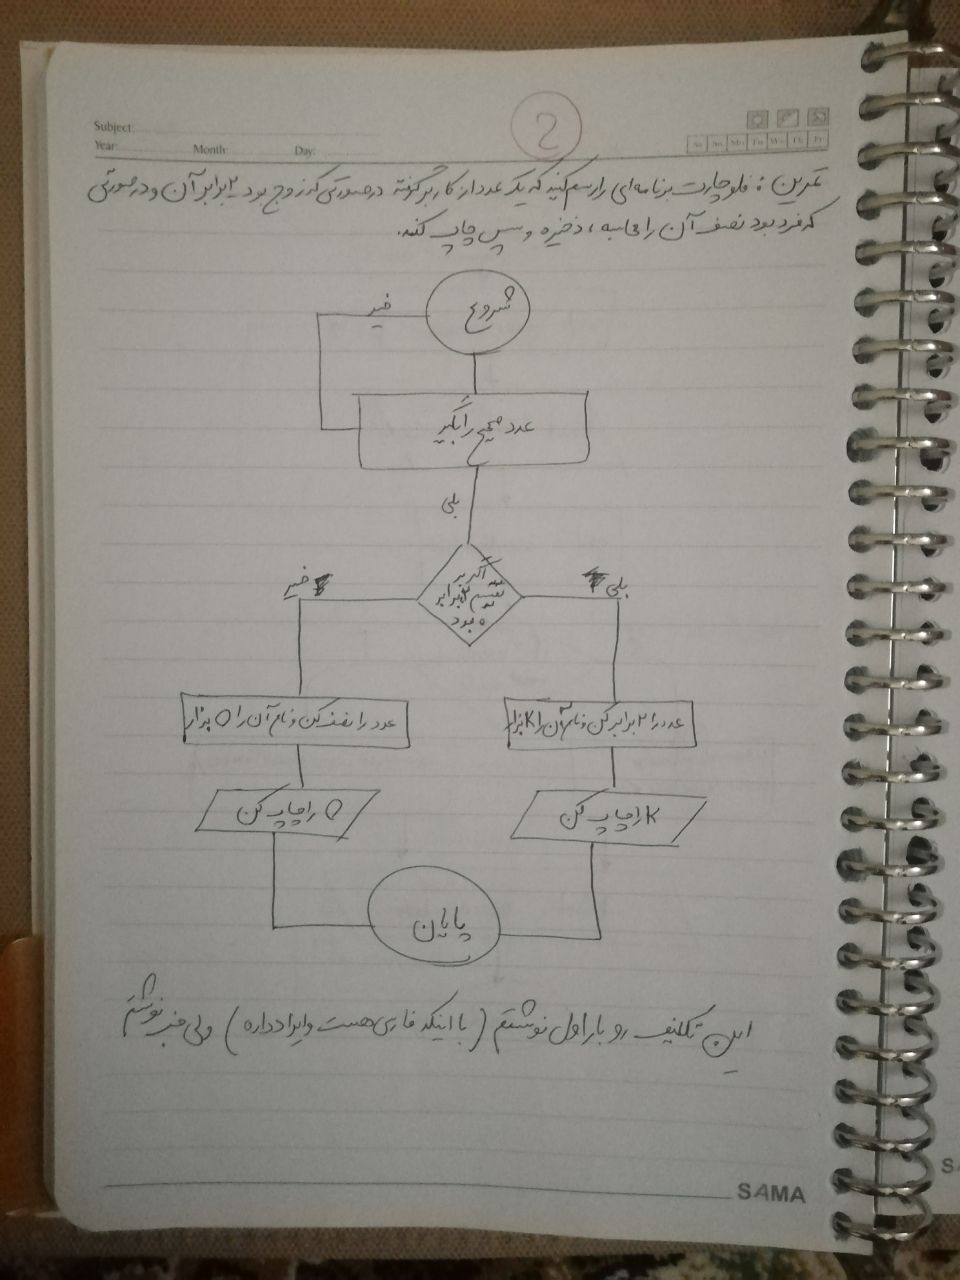 Subject:
Year: Month: Day:
2
Sa Su Mo Tu We Th Fr
تمرین : فلوچارت برنامه‌ای را رسم کنید که یک عدد از کاربر گرفته در صورتی که زوج بود ۲ برابر آن و در صورتی
که فرد بود نصف آن را محاسبه ، ذخیره و سپس چاپ کند.
شروع
خیر
عدد صحیح را بگیر
بلی
اگر بر
تقسیم ۲ برابر
۰ بود
خیر
بلی
عدد را نصف کن و نام آن را O بزار
عدد را ۲ برابر کن و نام آن را K بزار
O را چاپ کن
K را چاپ کن
پایان
این تکلیف رو بار اول نوشتم (با اینکه فارسی هست و ایراد داره) ولی نوشتم
SAMA